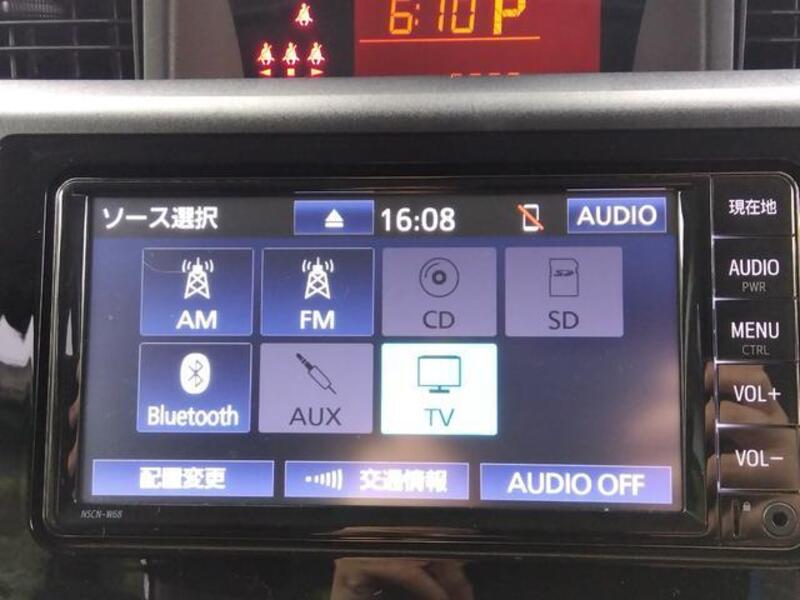 6:10 P
ソース選択 16:08 AUDIO
現在地
AM FM CD SD
AUDIO
PWR
MENU
CTRL
Bluetooth AUX TV
VOL+
VOL−
配置変更 交通情報 AUDIO OFF
NSCN-W68